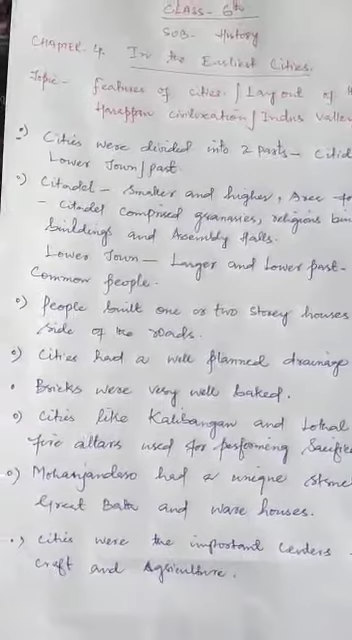 CLASS - 6th
SUB - History
CHAPTER - 4. In the Earliest Cities.
Topic - Features of cities / Layout of
Harappan civilization / Indus Valley
Cities were divided into 2 parts -
Lower Town / part.
Citadel - Smaller and higher,
- Citadel comprised granaries, religious
buildings and Assembly Halls.
Lower Town - Larger and Lower part -
Common people.
People built one or two storey houses
side of the roads.
Cities had a well planned drainage
Bricks were very well baked.
Cities like Kalibangan and Lothal
fire altars used for performing
Mohanjandaro had a unique
Great Bath and ware houses.
Cities were the important centers
craft and Agriculture.